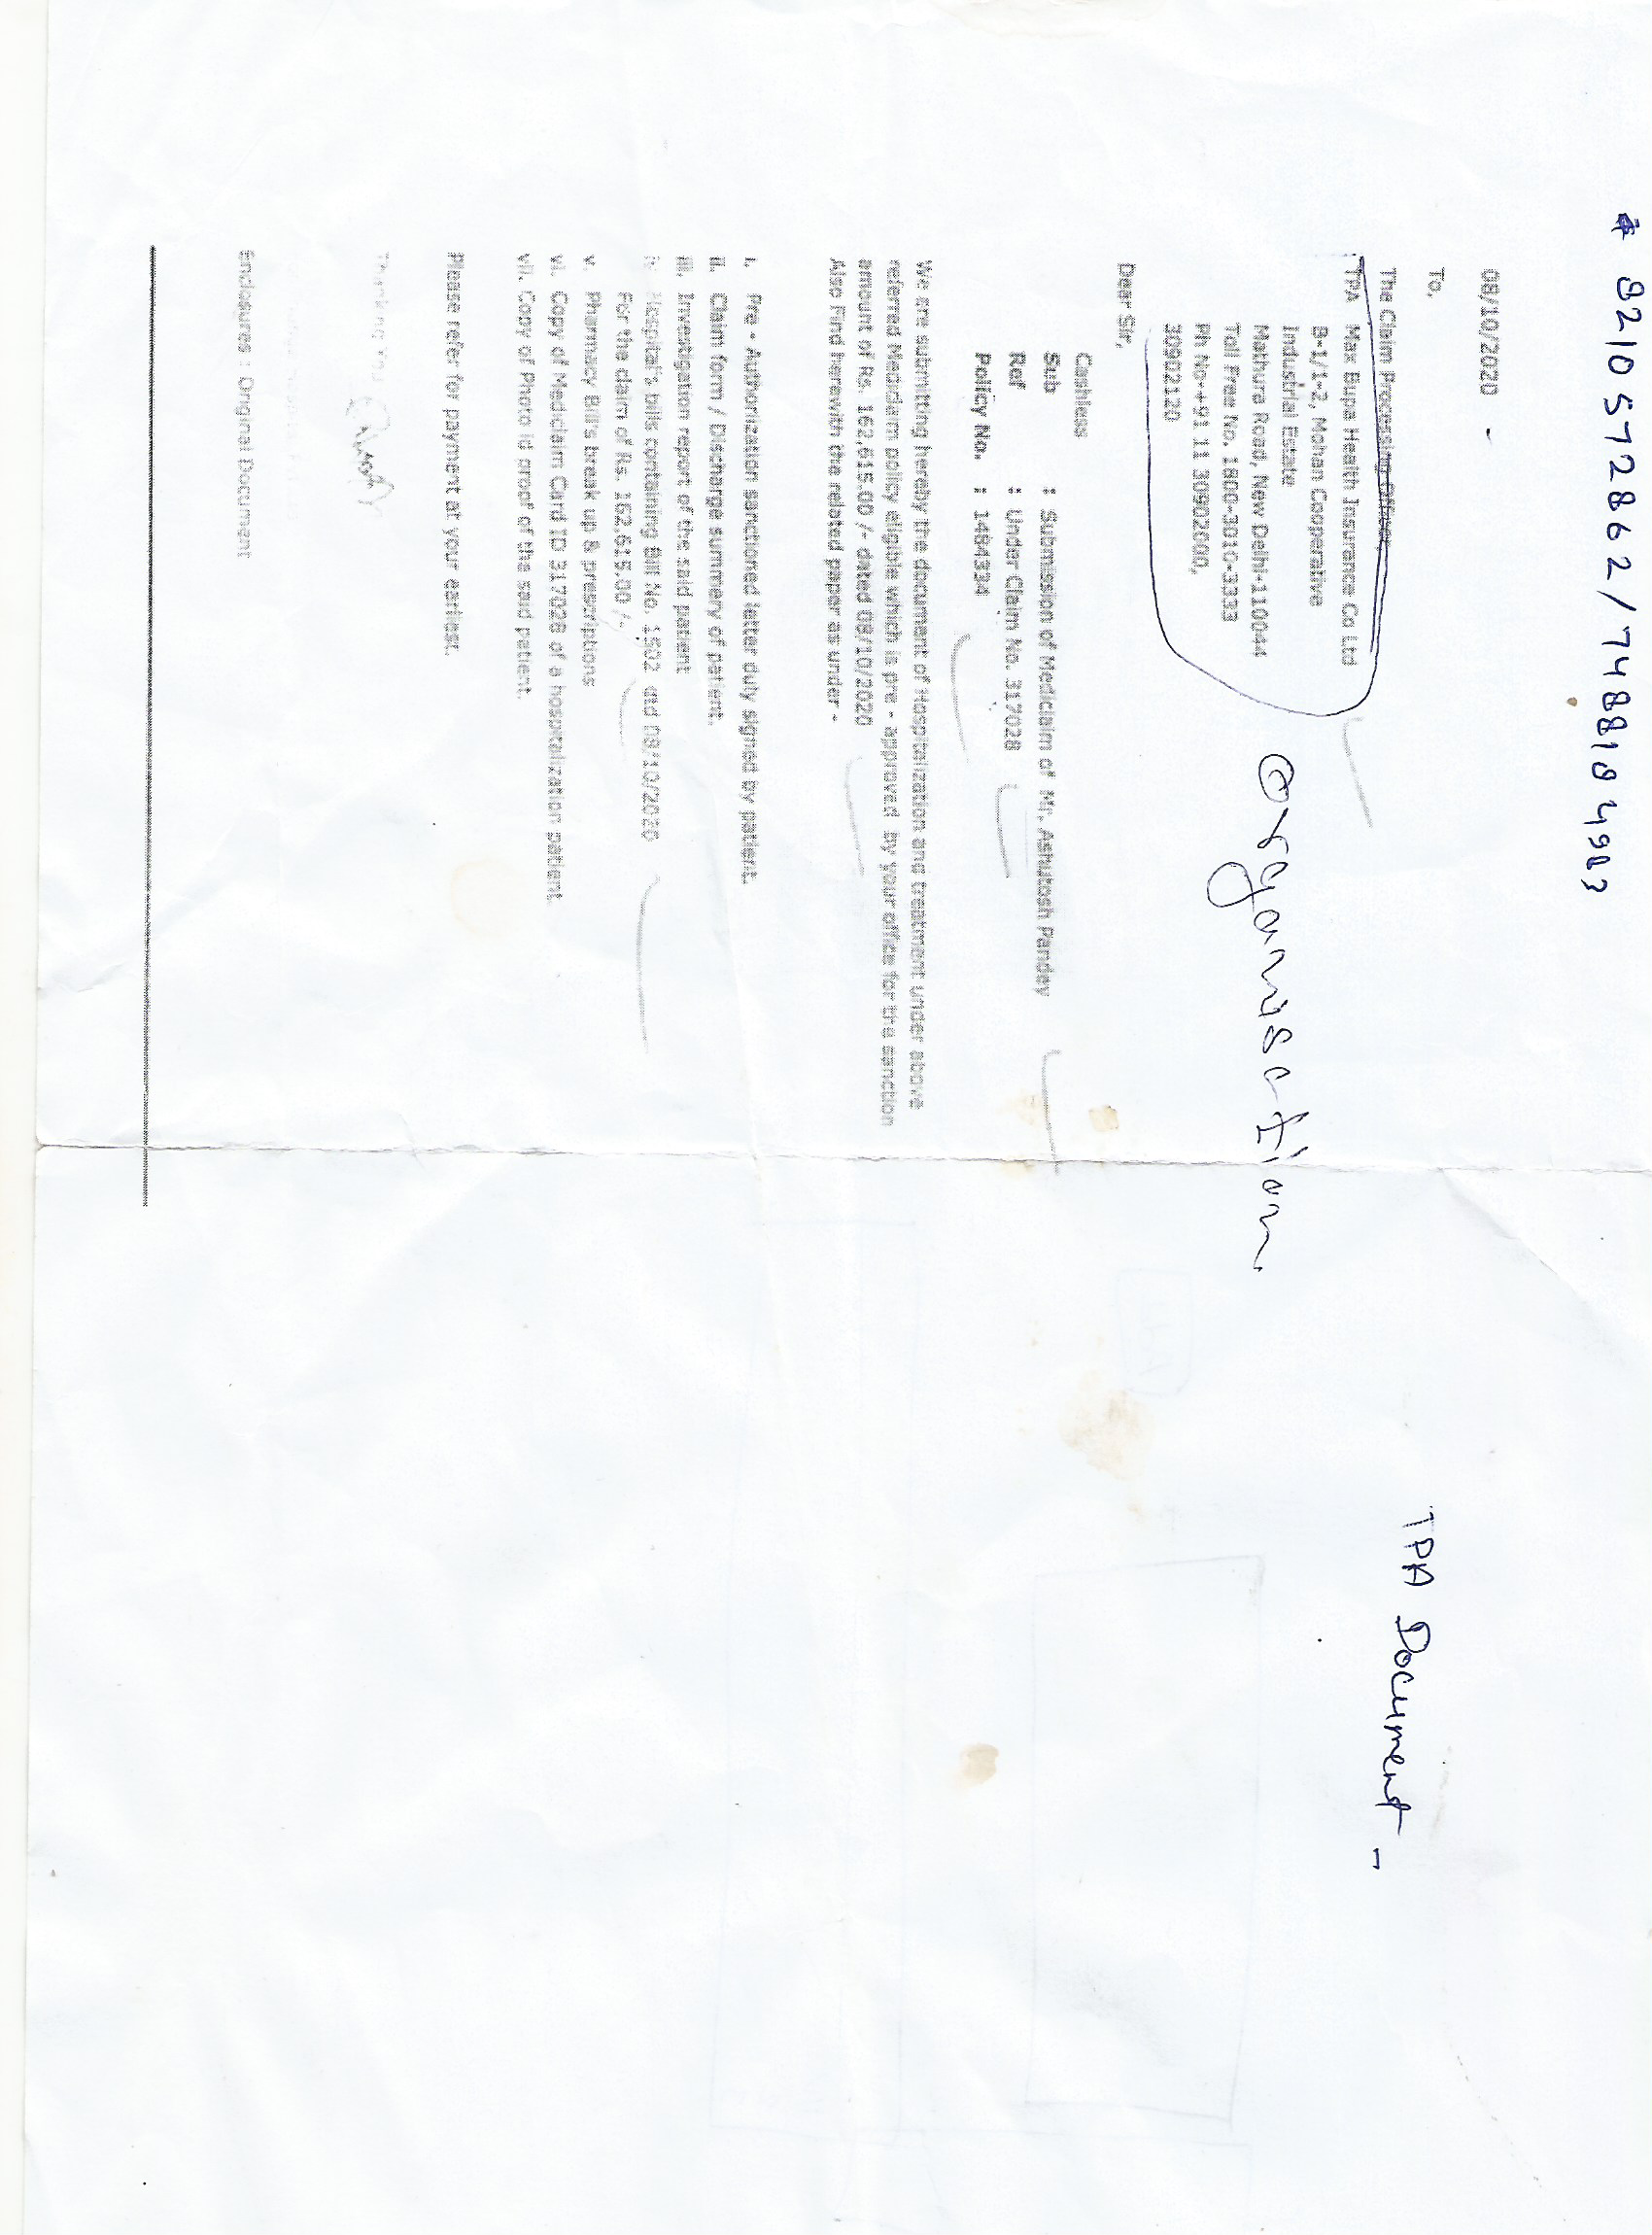 * 8210572862 / 7488104983
08/10/2020
To,
The Claim Processing Officer,
TPA Max Bupa Health Insurance Co Ltd
B-1/I-2, Mohan Cooperative
Industrial Estate
Mathura Road, New Delhi-110044
Toll Free No. 1800-3010-3333
Ph No-+91 11 30902000,
30902120
Organisation
TPA Document -
Dear Sir,
Cashless
Sub : Submission of Mediclaim of Mr. Ashutosh Pandey
Ref : Under Claim No. 317028
Policy No. : 1484334
We are submitting hereby the document of Hospitalization and treatment under above
referred Mediclaim policy eligible which is pre - approved by your office for the sanction
amount of Rs. 162,615.00 /- dated 08/10/2020
Also Find herewith the related paper as under -
i. Pre - Authorization sanctioned letter duly signed by patient.
ii. Claim form / Discharge summery of patient.
iii. Investigation report of the said patient
iv. Hospital's bills containing Bill No. 1502 dtd 08/10/2020
For the claim of Rs. 162,615.00 /-
v. Pharmacy Bill's break up & prescriptions
vi. Copy of Mediclaim Card ID 317028 of a hospitalization patient
vii. Copy of Photo id proof of the said patient.
Please refer for payment at your earliest.
Thanking you
Enclosures : Original Document